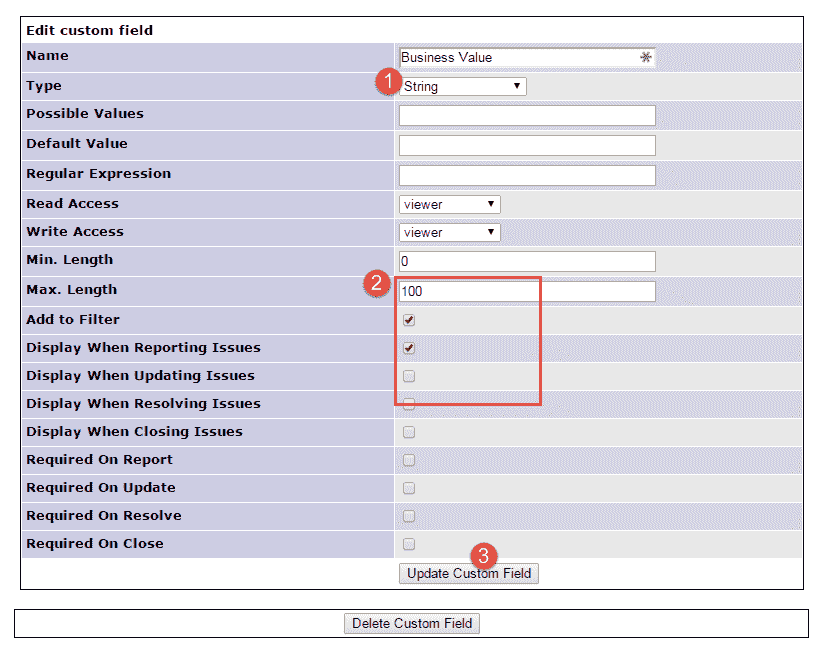 Edit custom field
Name Business Value
Type 1 String
Possible Values
Default Value
Regular Expression
Read Access viewer
Write Access viewer
Min. Length 0
Max. Length 2 100
Add to Filter
Display When Reporting Issues
Display When Updating Issues
Display When Resolving Issues
Display When Closing Issues
Required On Report
Required On Update
Required On Resolve
Required On Close
3
Update Custom Field
Delete Custom Field